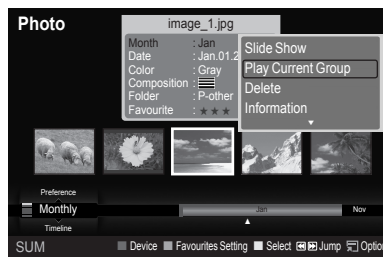 Photo
image_1.jpg
Month : Jan
Date : Jan.01.2
Color : Gray
Composition :
Folder : P-other
Favourite : ★ ★ ★
Slide Show
Play Current Group
Delete
Information
Preference
Monthly
Timeline
Jan
Nov
SUM
Device Favourites Setting Select Jump Optio